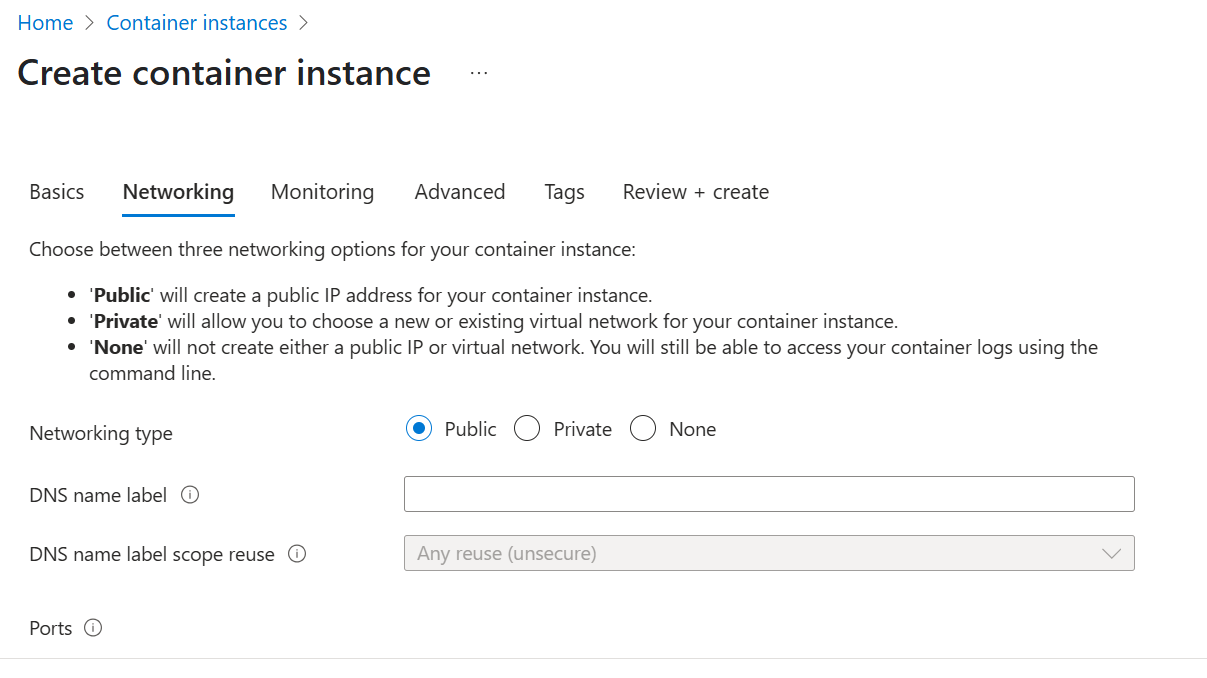 Home > Container instances >
Create container instance ...
Basics Networking Monitoring Advanced Tags Review + create
Choose between three networking options for your container instance:
• 'Public' will create a public IP address for your container instance.
• 'Private' will allow you to choose a new or existing virtual network for your container instance.
• 'None' will not create either a public IP or virtual network. You will still be able to access your container logs using the
command line.
Networking type Public Private None
DNS name label
DNS name label scope reuse Any reuse (unsecure)
Ports